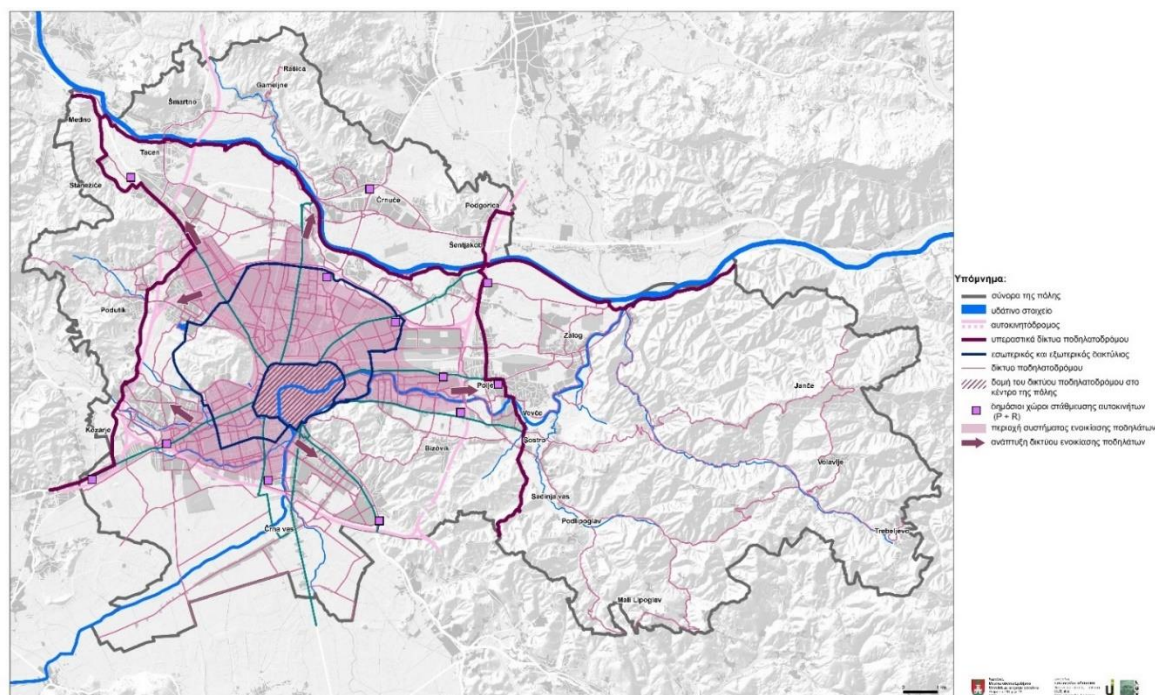 Rašica
Gameljne
Šmartno
Medno
Tacen
Stanežiče
Črnuče
Podgorica
Šentjakob
Podutik
Zalog
Polje
Janče
Vevče
Kozarje
Sostro
Bizovik
Volavlje
Sadinja vas
Podlipoglav
Črna vas
Trebeljevo
Mali Lipoglav
Υπόμνημα:
σύνορα της πόλης
υδάτινο στοιχείο
αυτοκινητόδρομος
υπεραστικά δίκτυα ποδηλατοδρόμου
εσωτερικός και εξωτερικός δακτύλιος
δίκτυο ποδηλατοδρόμου
δομή του δικτύου ποδηλατοδρόμου στο
κέντρο της πόλης
δημόσιοι χώροι στάθμευσης αυτοκινήτων
(P + R)
περιοχή συστήματος ενοικίασης ποδηλάτων
ανάπτυξη δικτύου ενοικίασης ποδηλάτων